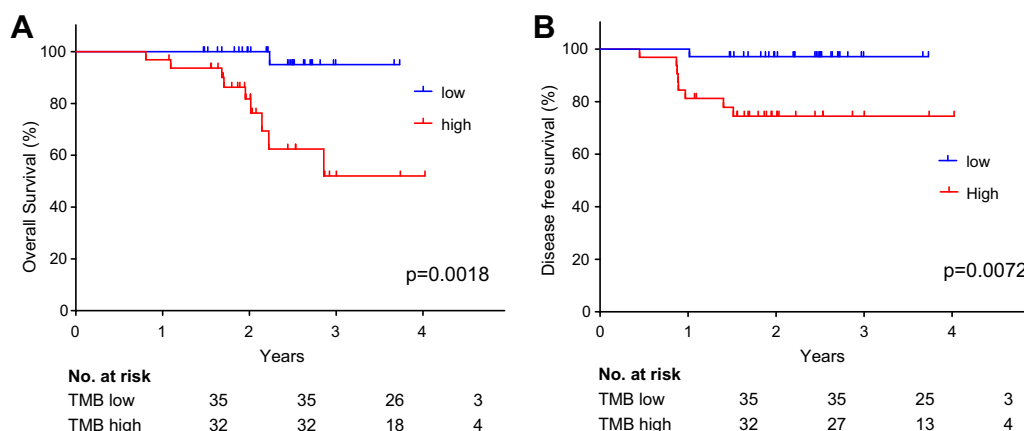 A
Overall Survival (%)
100
80
60
40
20
0
0 1 2 3 4
Years
low
high
p=0.0018
No. at risk
TMB low 35 35 26 3
TMB high 32 32 18 4
B
Disease free survival (%)
100
80
60
40
20
0
0 1 2 3 4
Years
low
High
p=0.0072
No. at risk
TMB low 35 35 25 3
TMB high 32 27 13 4